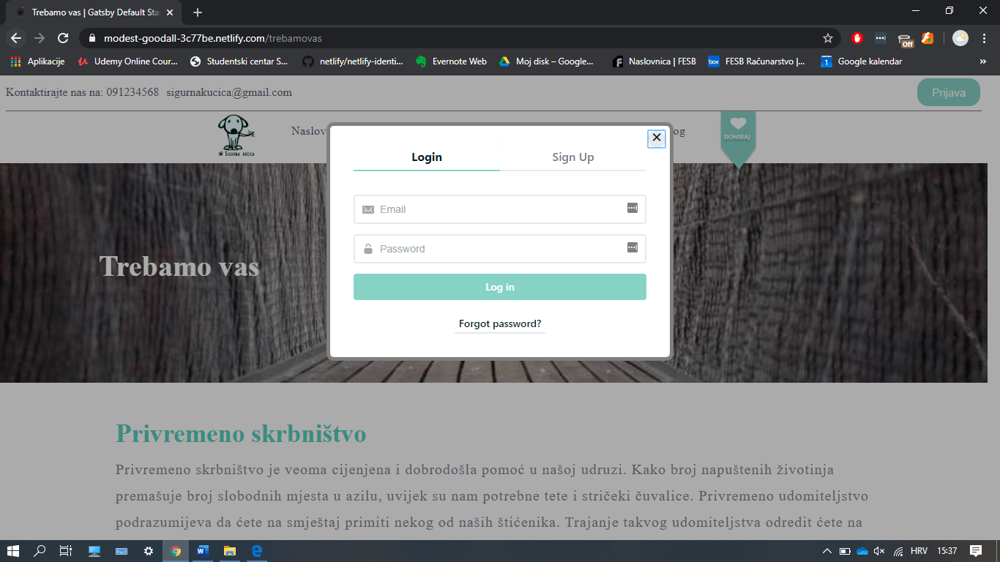 Trebamo vas | Gatsby Default Sta
modest-goodall-3c77be.netlify.com/trebamovas
Off
Aplikacije Udemy Online Cour... Studentski centar S... netlify/netlify-identi... Evernote Web Moj disk – Google... Naslovnica | FESB FESB Računarstvo |... Google kalendar »
Kontaktirajte nas na: 091234568 sigurnakucica@gmail.com
Prijava
Sigurna kućica
Naslov
og
DONIRAJ
Login Sign Up
Email
Password
Log in
Forgot password?
Trebamo vas
Privremeno skrbništvo
Privremeno skrbništvo je veoma cijenjena i dobrodošla pomoć u našoj udruzi. Kako broj napuštenih životinja
premašuje broj slobodnih mjesta u azilu, uvijek su nam potrebne tete i stričeki čuvalice. Privremeno udomiteljstvo
podrazumijeva da ćete na smještaj primiti nekog od naših štićenika. Trajanje takvog udomiteljstva odredit ćete na
HRV 15:37